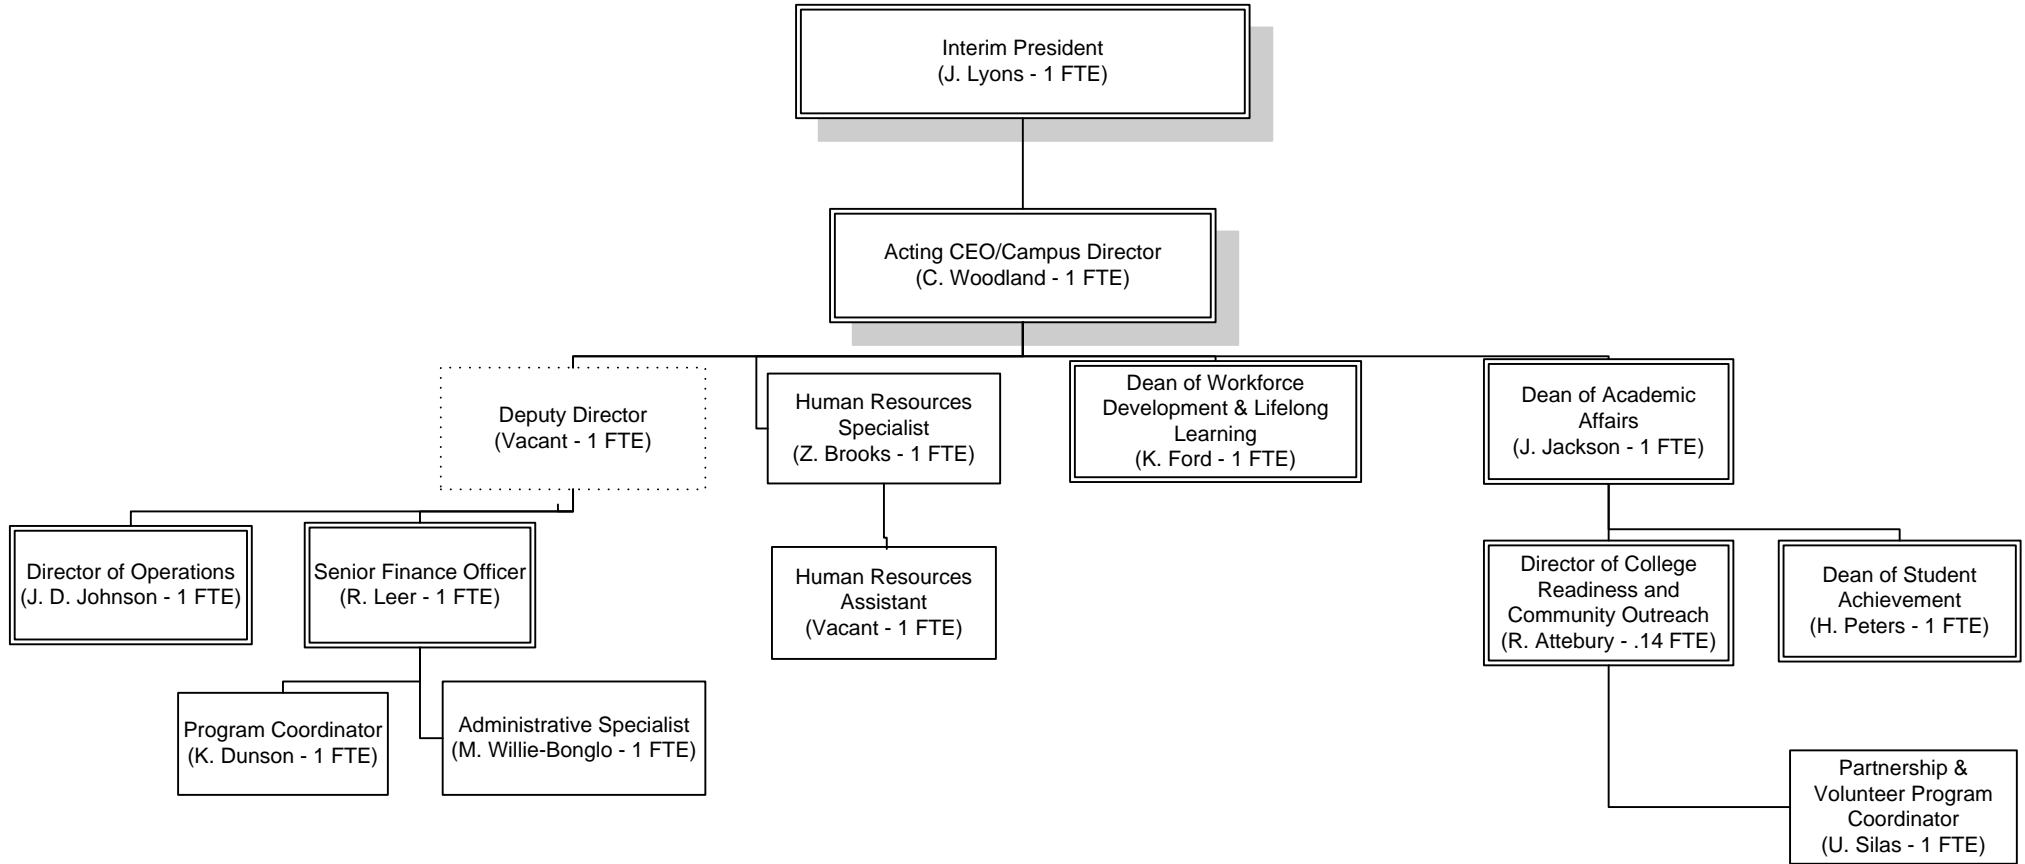 Interim President
(J. Lyons - 1 FTE)
Acting CEO/Campus Director
(C. Woodland - 1 FTE)
Deputy Director
(Vacant - 1 FTE)
Human Resources
Specialist
(Z. Brooks - 1 FTE)
Dean of Workforce
Development & Lifelong
Learning
(K. Ford - 1 FTE)
Dean of Academic
Affairs
(J. Jackson - 1 FTE)
Director of Operations
(J. D. Johnson - 1 FTE)
Senior Finance Officer
(R. Leer - 1 FTE)
Human Resources
Assistant
(Vacant - 1 FTE)
Director of College
Readiness and
Community Outreach
(R. Attebury - .14 FTE)
Dean of Student
Achievement
(H. Peters - 1 FTE)
Program Coordinator
(K. Dunson - 1 FTE)
Administrative Specialist
(M. Willie-Bonglo - 1 FTE)
Partnership &
Volunteer Program
Coordinator
(U. Silas - 1 FTE)